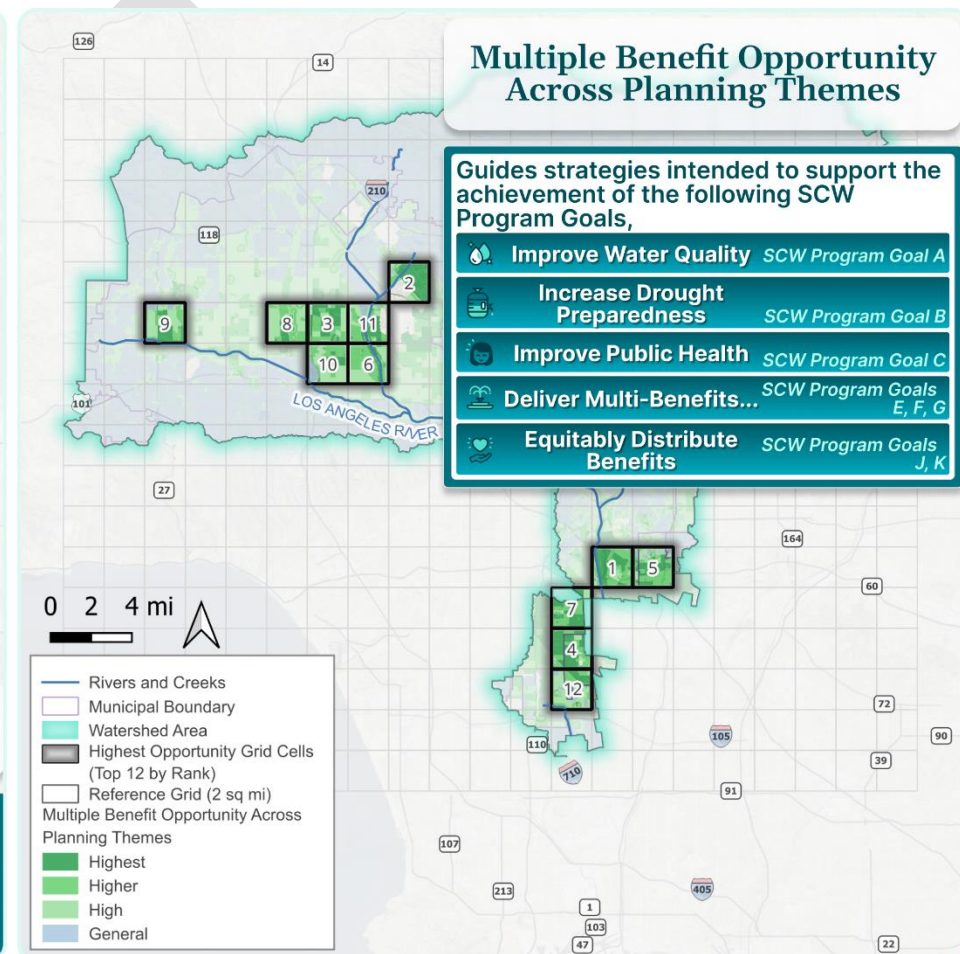 Multiple Benefit Opportunity
Across Planning Themes
Guides strategies intended to support the
achievement of the following SCW
Program Goals,
Improve Water Quality SCW Program Goal A
Increase Drought
Preparedness SCW Program Goal B
Improve Public Health SCW Program Goal C
Deliver Multi-Benefits... SCW Program Goals
E, F, G
Equitably Distribute
Benefits SCW Program Goals
J, K
126
14
210
118
2
9
8
3
11
10
6
101
LOS ANGELES RIVER
27
164
1
5
60
7
4
12
72
110
105
90
710
39
91
107
213
405
1
103
47
22
0 2 4 mi
Rivers and Creeks
Municipal Boundary
Watershed Area
Highest Opportunity Grid Cells
(Top 12 by Rank)
Reference Grid (2 sq mi)
Multiple Benefit Opportunity Across
Planning Themes
Highest
Higher
High
General